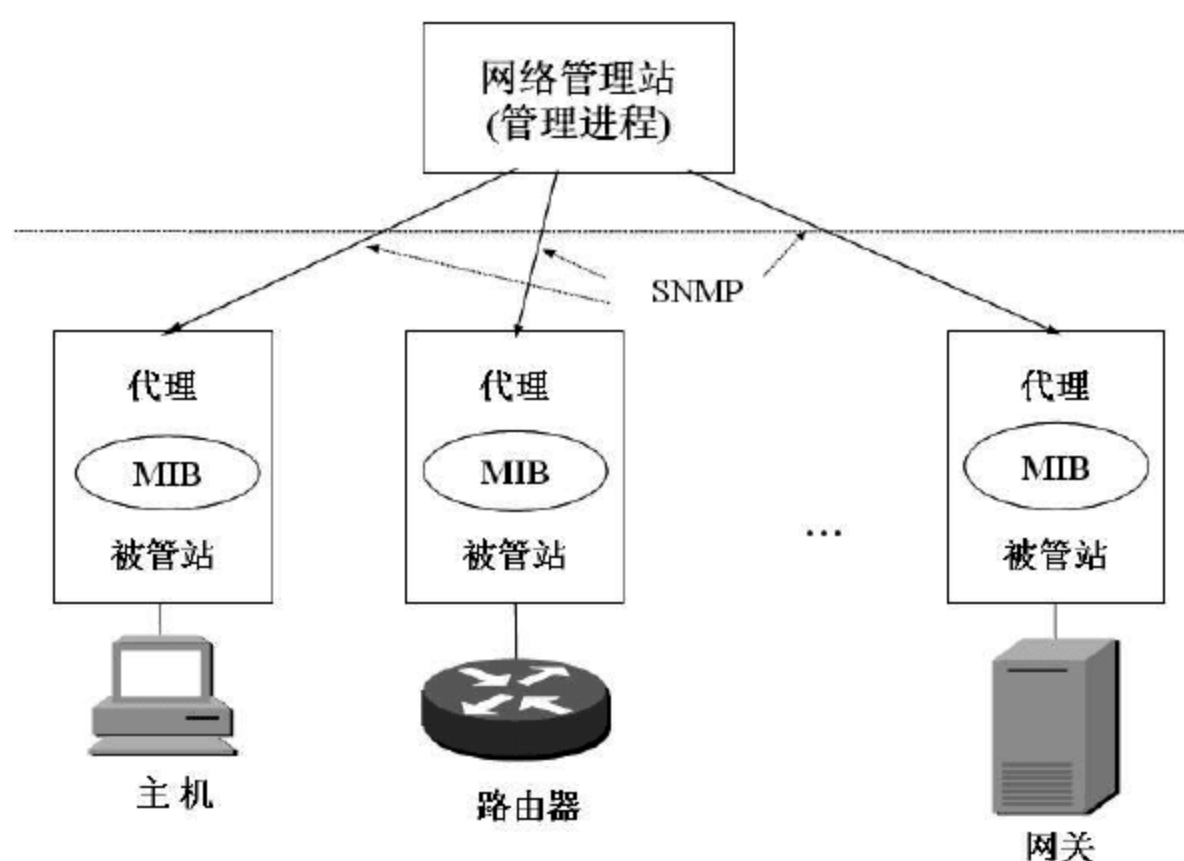 网络管理站
(管理进程)
SNMP
代理
MIB
被管站
主机
代理
MIB
被管站
路由器
...
代理
MIB
被管站
网关